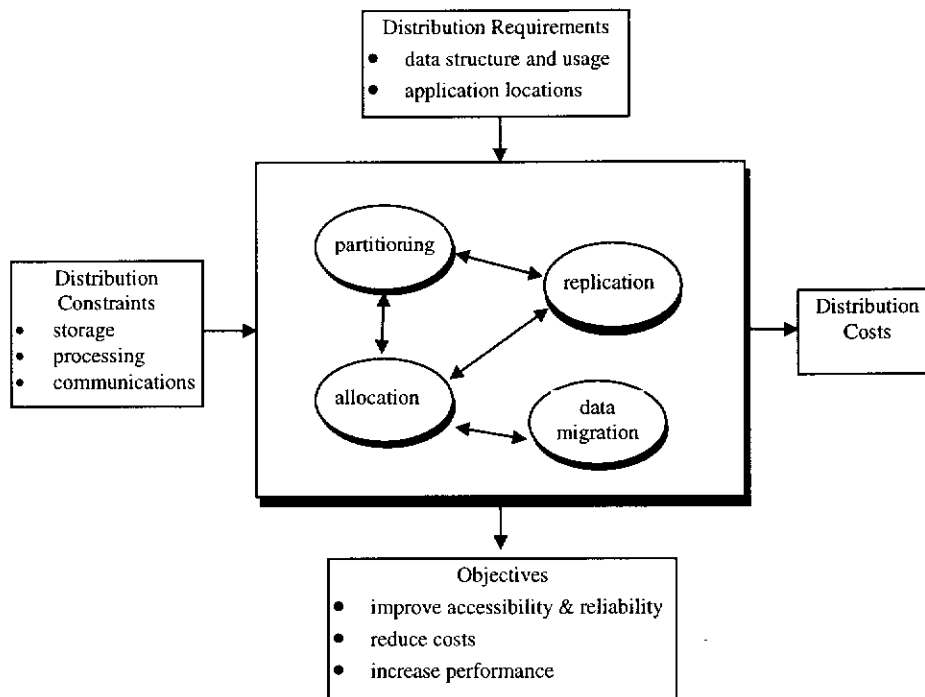 Distribution Requirements
● data structure and usage
● application locations
partitioning
replication
allocation
data
migration
Distribution
Constraints
● storage
● processing
● communications
Distribution
Costs
Objectives
● improve accessibility & reliability
● reduce costs
● increase performance